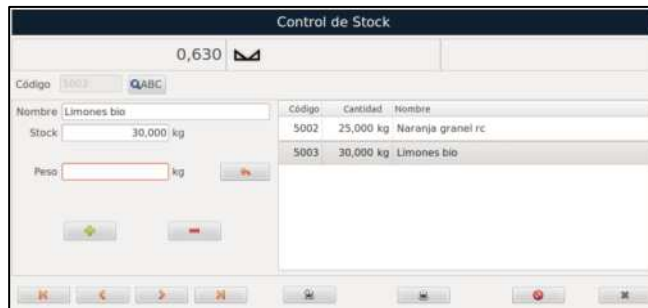 Control de Stock
0,630
Código 5002 ABC
Nombre Limones bio
Stock 30,000 kg
Peso kg
Código Cantidad Nombre
5002 25,000 kg Naranja granel rc
5003 30,000 kg Limones bio